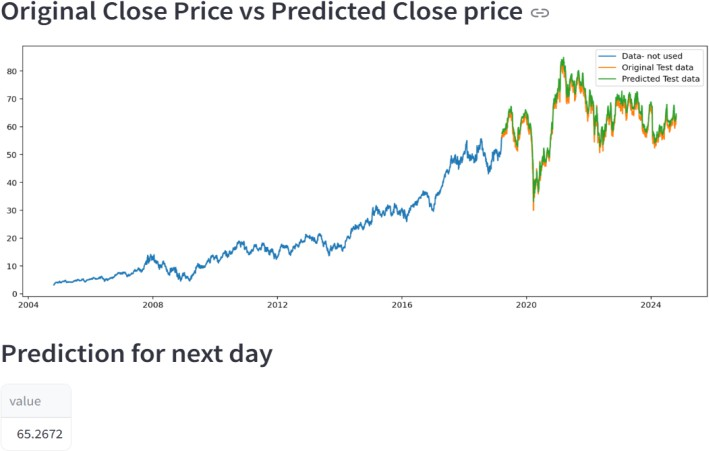 Original Close Price vs Predicted Close price
Data- not used
Original Test data
Predicted Test data
80
70
60
50
40
30
20
10
0
2004 2008 2012 2016 2020 2024
Prediction for next day
value
65.2672